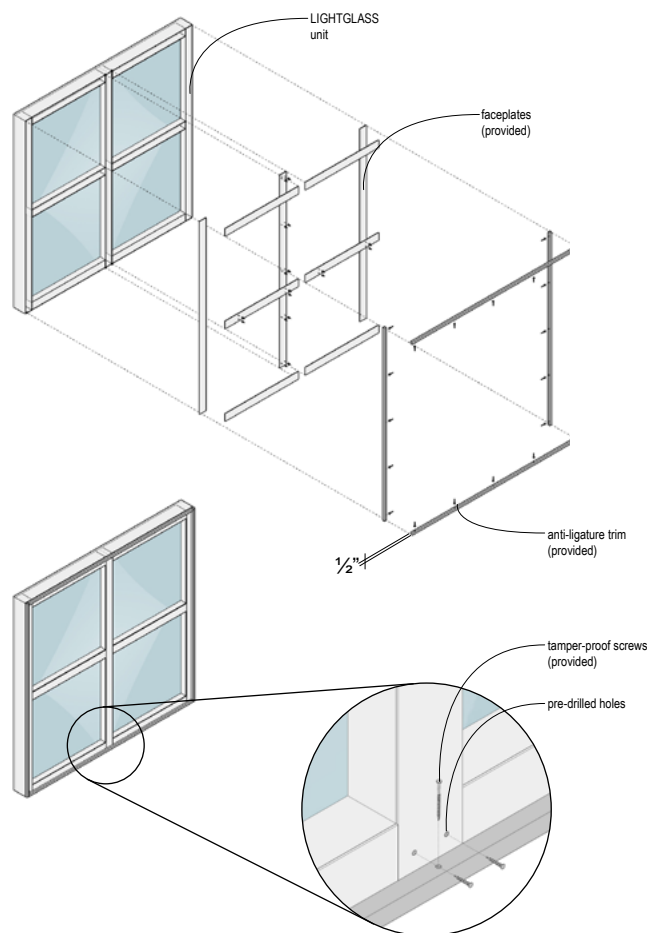 LIGHTGLASS
unit
faceplates
(provided)
anti-ligature trim
(provided)
½"
tamper-proof screws
(provided)
pre-drilled holes